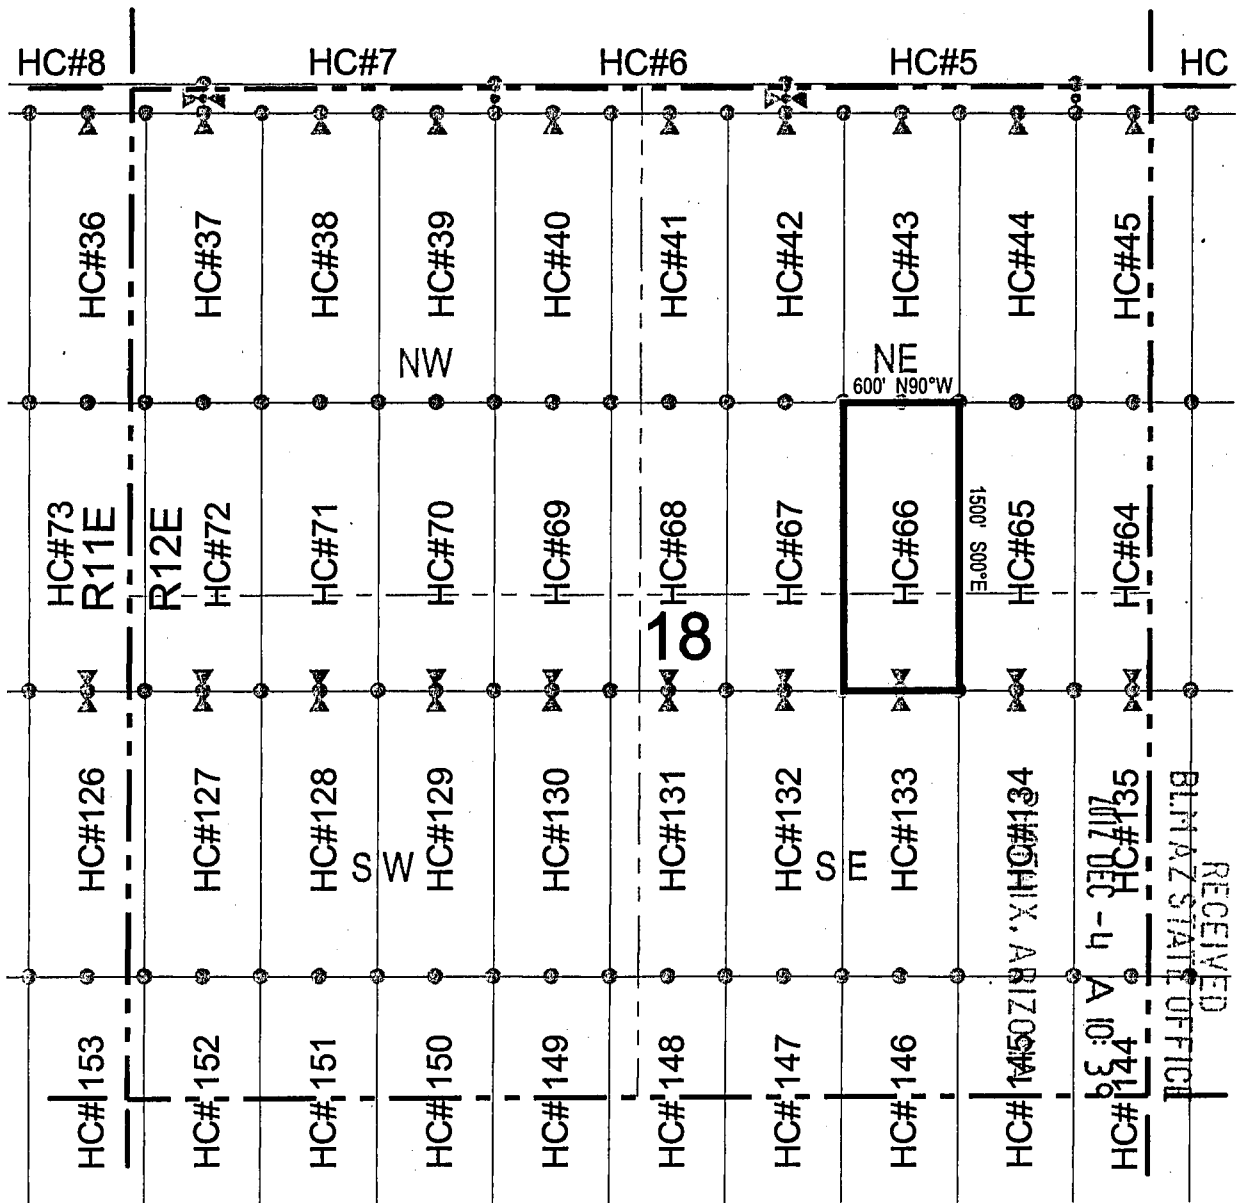 HC#8 HC#7 HC#6 HC#5 HC
HC#36 HC#37 HC#38 HC#39 HC#40 HC#41 HC#42 HC#43 HC#44 HC#45
NW NE
600' N90°W
HC#73 HC#72 HC#71 HC#70 HC#69 HC#68 HC#67 HC#66 HC#65 HC#64
R11E R12E
1500' S00°E
18
HC#126 HC#127 HC#128 HC#129 HC#130 HC#131 HC#132 HC#133 HC#134 HC#135
SW SE
HC#153 HC#152 HC#151 HC#150 HC#149 HC#148 HC#147 HC#146 HC#145 HC#144
RECEIVED
BLM AZ STATE OFFICE
2012 DEC -4 A 10: 39
PHOENIX, ARIZONA